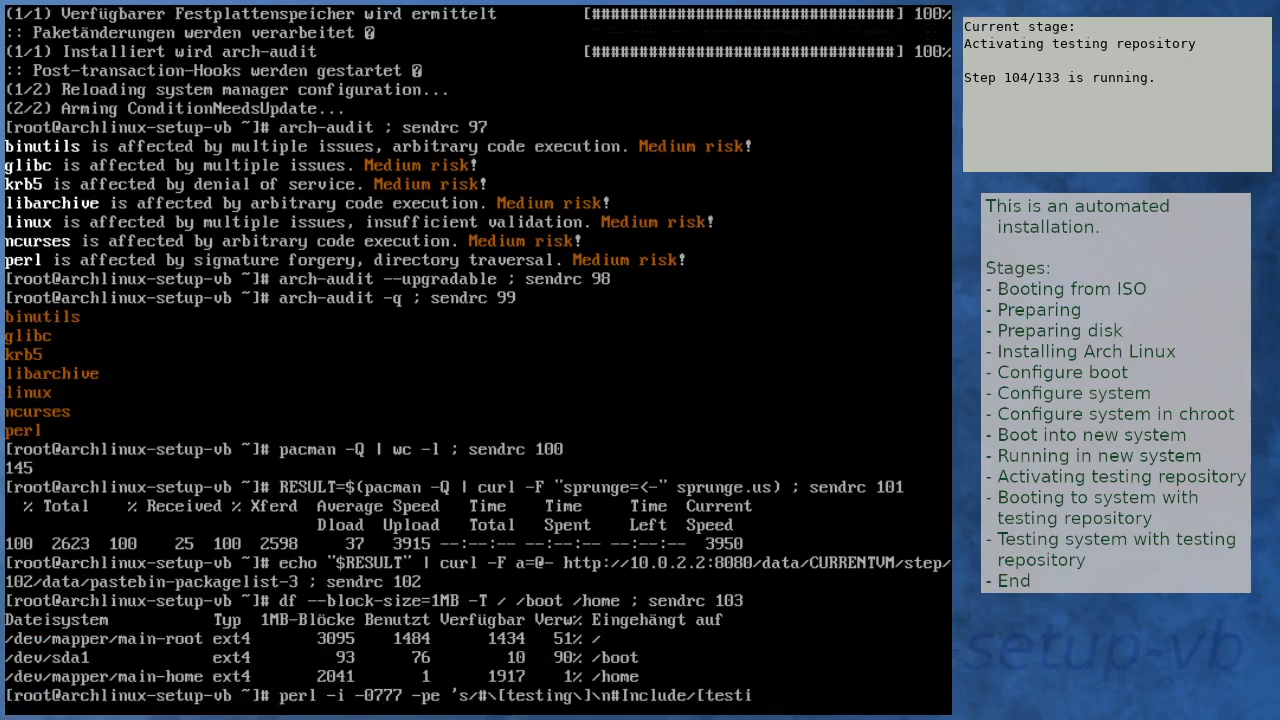 (1/1) Verfügbarer Festplattenspeicher wird ermittelt [################################] 100%
:: Paketänderungen werden verarbeitet �
(1/1) Installiert wird arch-audit [################################] 100%
:: Post-transaction-Hooks werden gestartet �
(1/2) Reloading system manager configuration...
(2/2) Arming ConditionNeedsUpdate...
[root@archlinux-setup-vb ~]# arch-audit ; sendrc 97
binutils is affected by multiple issues, arbitrary code execution. Medium risk!
glibc is affected by multiple issues. Medium risk!
krb5 is affected by denial of service. Medium risk!
libarchive is affected by arbitrary code execution. Medium risk!
linux is affected by multiple issues, insufficient validation. Medium risk!
ncurses is affected by arbitrary code execution. Medium risk!
perl is affected by signature forgery, directory traversal. Medium risk!
[root@archlinux-setup-vb ~]# arch-audit --upgradable ; sendrc 98
[root@archlinux-setup-vb ~]# arch-audit -q ; sendrc 99
binutils
glibc
krb5
libarchive
linux
ncurses
perl
[root@archlinux-setup-vb ~]# pacman -Q | wc -l ; sendrc 100
145
[root@archlinux-setup-vb ~]# RESULT=$(pacman -Q | curl -F "sprunge=<-" sprunge.us) ; sendrc 101
% Total % Received % Xferd Average Speed Time Time Time Current
Dload Upload Total Spent Left Speed
100 2623 100 25 100 2598 37 3915 --:--:-- --:--:-- --:--:-- 3950
[root@archlinux-setup-vb ~]# echo "$RESULT" | curl -F a=@- http://10.0.2.2:8080/data/CURRENTVM/step/
102/data/pastebin-packagelist-3 ; sendrc 102
[root@archlinux-setup-vb ~]# df --block-size=1MB -T / /boot /home ; sendrc 103
Dateisystem Typ 1MB-Blöcke Benutzt Verfügbar Verw% Eingehängt auf
/dev/mapper/main-root ext4 3095 1484 1434 51% /
/dev/sda1 ext4 93 76 10 90% /boot
/dev/mapper/main-home ext4 2041 1 1917 1% /home
[root@archlinux-setup-vb ~]# perl -i -0777 -pe 's/#\[testing\]\n#Include/[testi
Current stage:
Activating testing repository
Step 104/133 is running.
This is an automated
installation.
Stages:
- Booting from ISO
- Preparing
- Preparing disk
- Installing Arch Linux
- Configure boot
- Configure system
- Configure system in chroot
- Boot into new system
- Running in new system
- Activating testing repository
- Booting to system with
testing repository
- Testing system with testing
repository
- End
-setup-vb